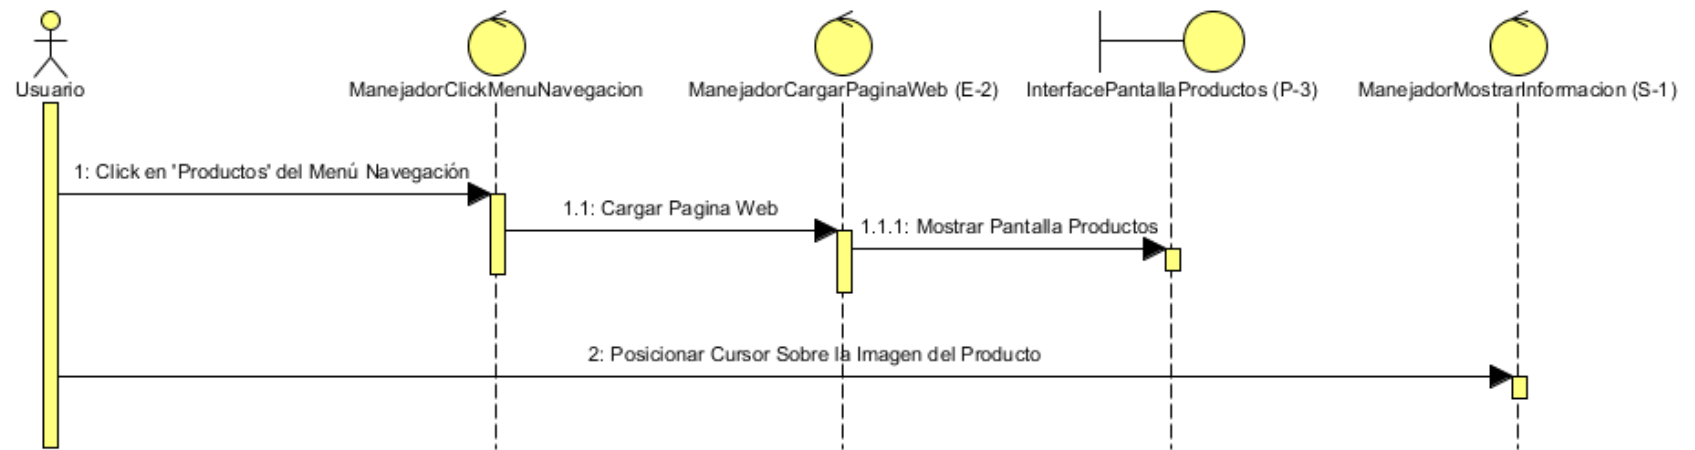 Usuario
ManejadorClickMenuNavegacion
ManejadorCargarPaginaWeb (E-2)
InterfacePantallaProductos (P-3)
ManejadorMostrarInformacion (S-1)
1: Click en 'Productos' del Menú Navegación
1.1: Cargar Pagina Web
1.1.1: Mostrar Pantalla Productos
2: Posicionar Cursor Sobre la Imagen del Producto